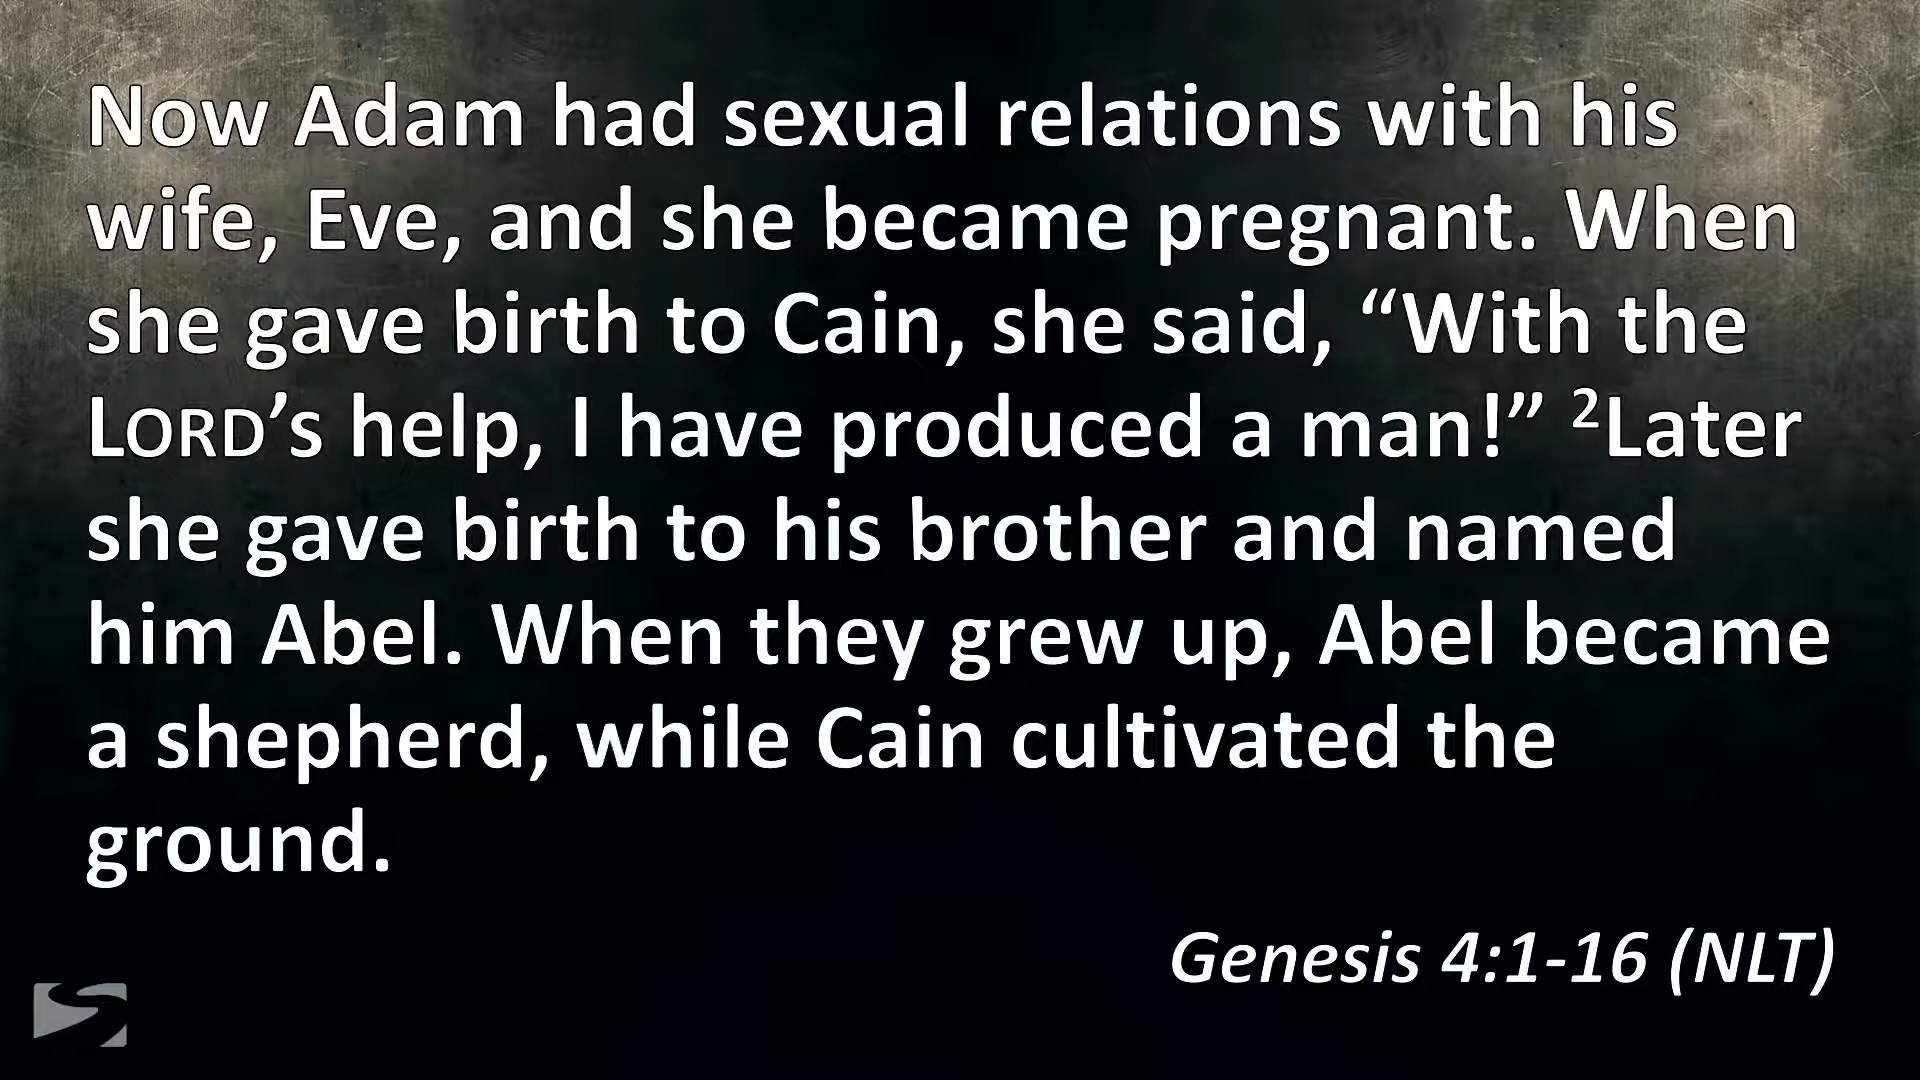 Now Adam had sexual relations with his
wife, Eve, and she became pregnant. When
she gave birth to Cain, she said, “With the
LORD’s help, I have produced a man!” ²Later
she gave birth to his brother and named
him Abel. When they grew up, Abel became
a shepherd, while Cain cultivated the
ground.
Genesis 4:1-16 (NLT)